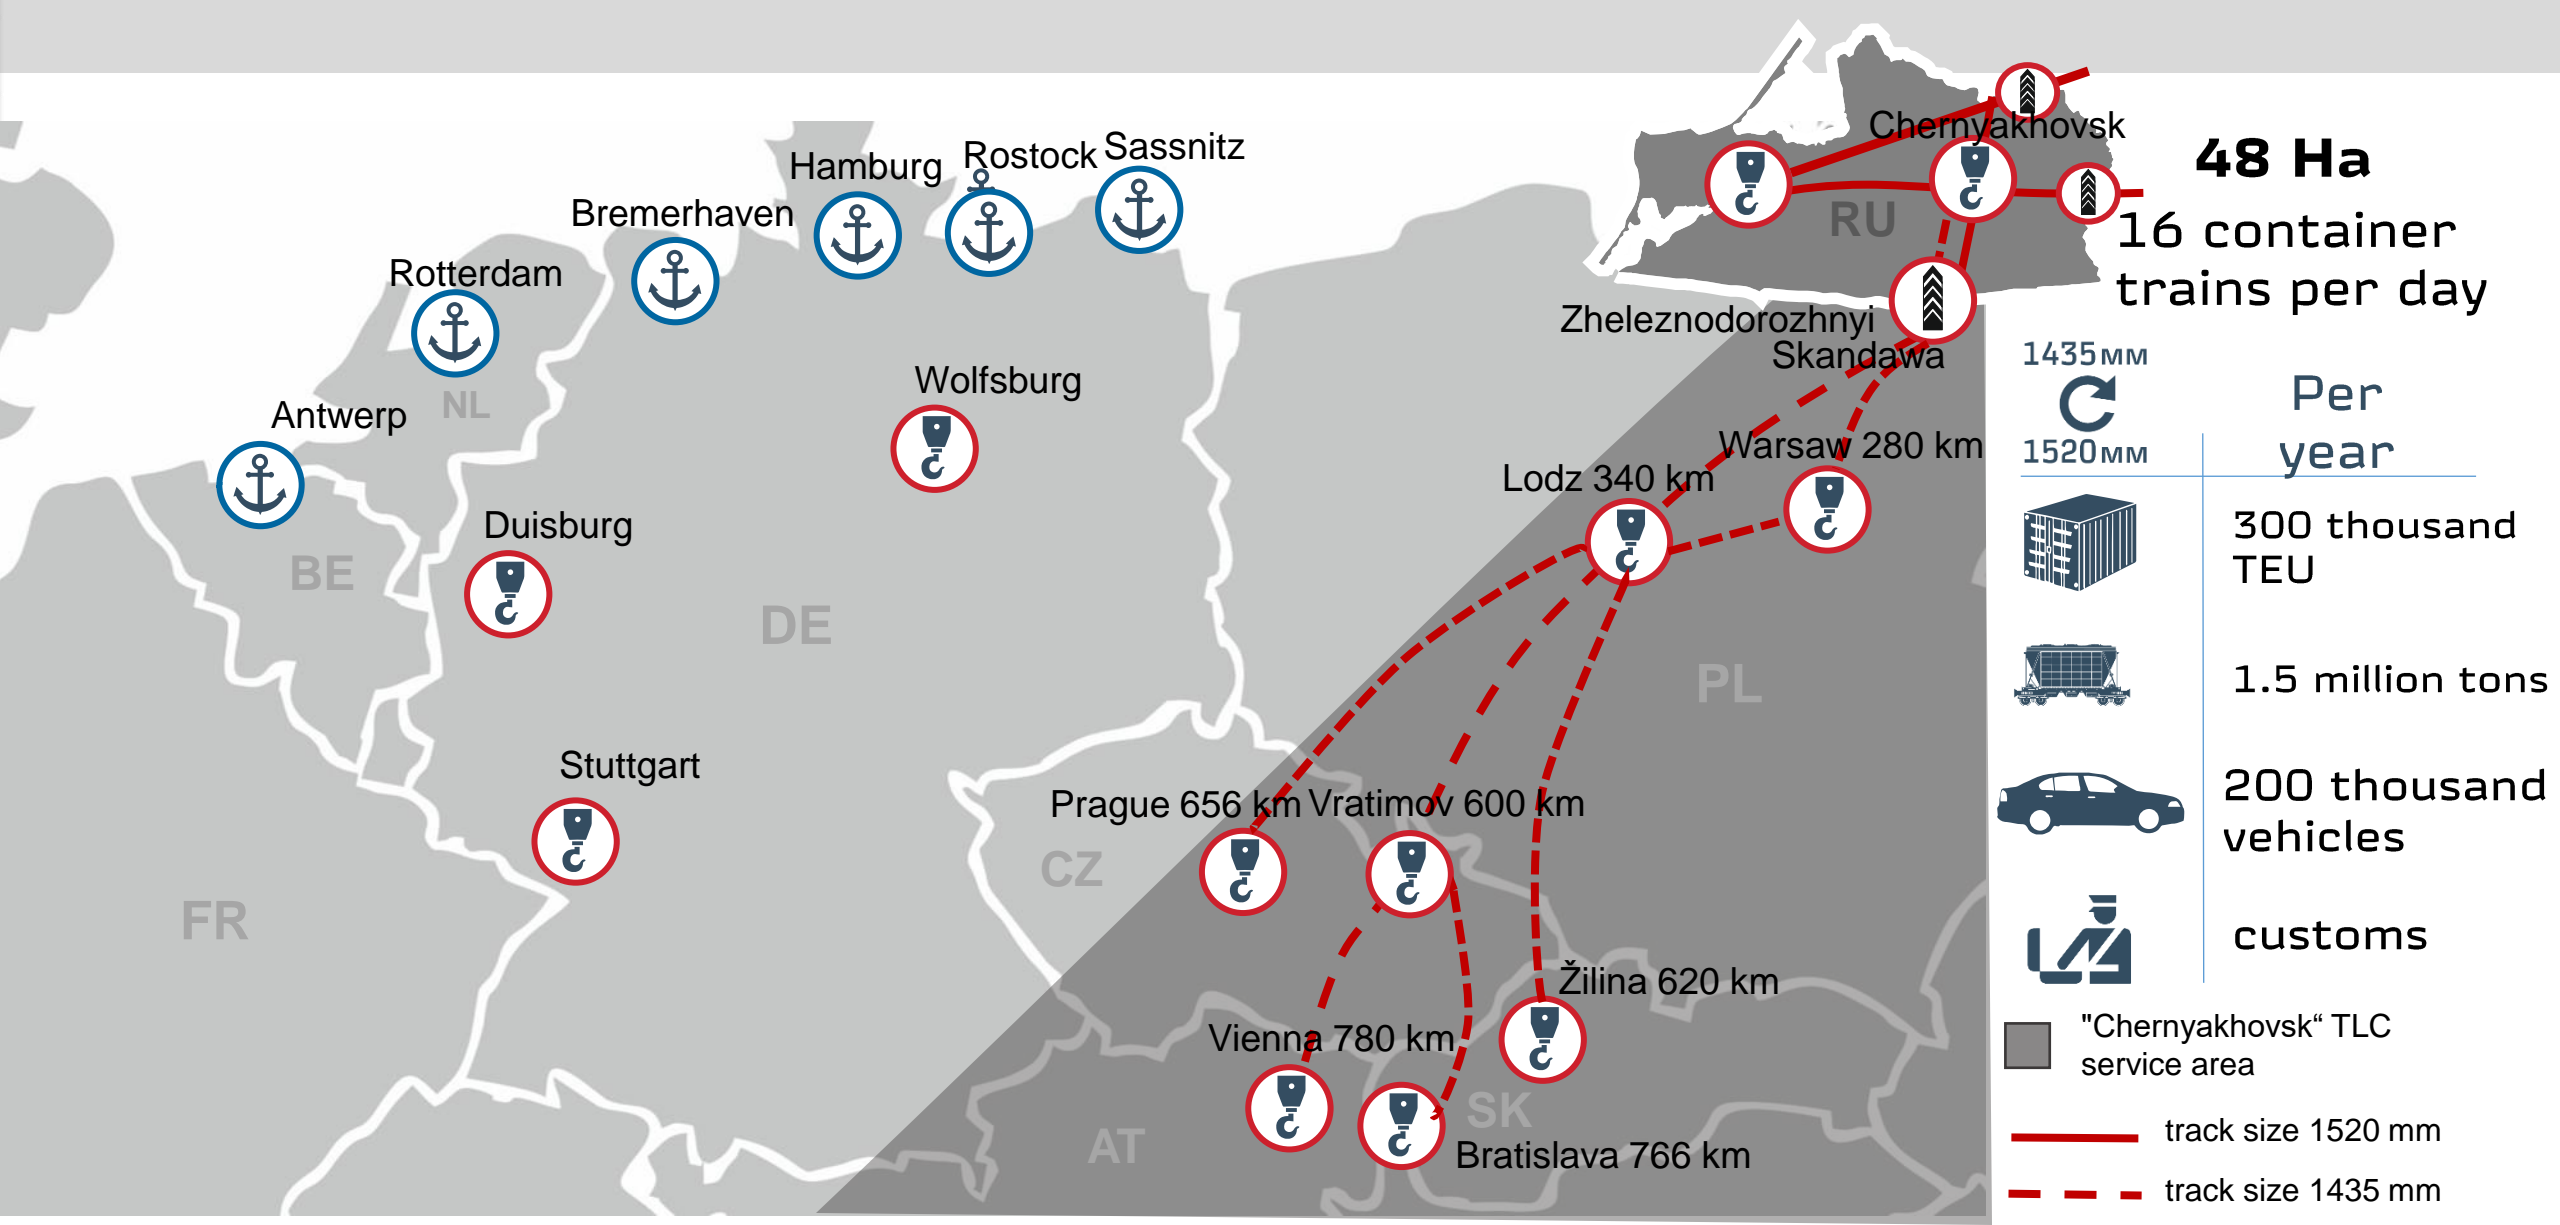 Sassnitz
Rostock
Hamburg
Bremerhaven
Rotterdam
Antwerp
NL
BE
Duisburg
Wolfsburg
DE
Stuttgart
FR
Chernyakhovsk
RU
Zheleznodorozhnyi
Skandawa
Warsaw 280 km
Lodz 340 km
PL
Prague 656 km
Vratimov 600 km
CZ
Žilina 620 km
Vienna 780 km
SK
AT
Bratislava 766 km
48 Ha
16 container
trains per day
1435мм
1520мм
Per
year
300 thousand
TEU
1.5 million tons
200 thousand
vehicles
customs
"Chernyakhovsk“ TLC
service area
track size 1520 mm
track size 1435 mm